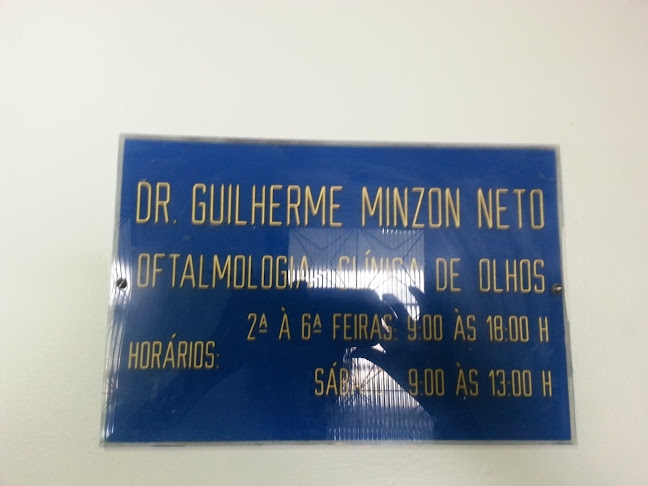 DR. GUILHERME MINZON NETO
OFTALMOLOGIA CLÍNICA DE OLHOS
2ª À 6ª FEIRAS: 9:00 ÀS 18:00 H
HORÁRIOS:
9:00 ÀS 13:00 H